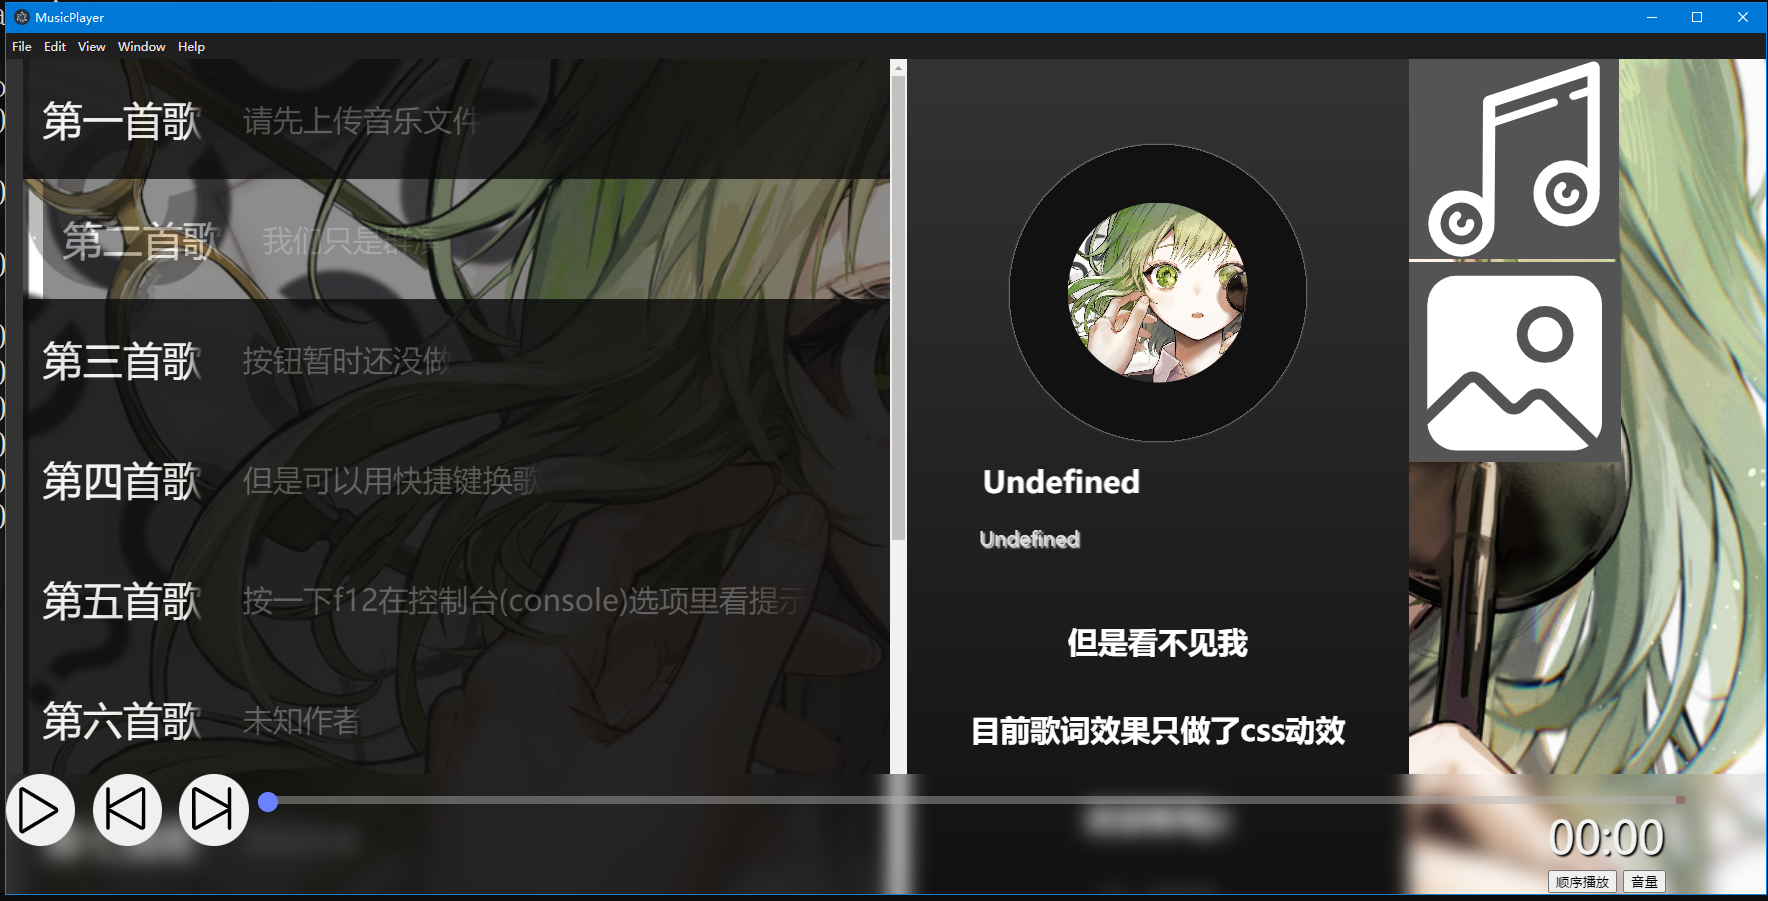 MusicPlayer
File Edit View Window Help
第一首歌 请先上传音乐文件
第二首歌 我们只是群演
第三首歌 按钮暂时还没做
第四首歌 但是可以用快捷键换歌
第五首歌 按一下f12在控制台(console)选项里看提示
第六首歌 未知作者
Undefined
Undefined
但是看不见我
目前歌词效果只做了css动效
00:00
顺序播放 音量